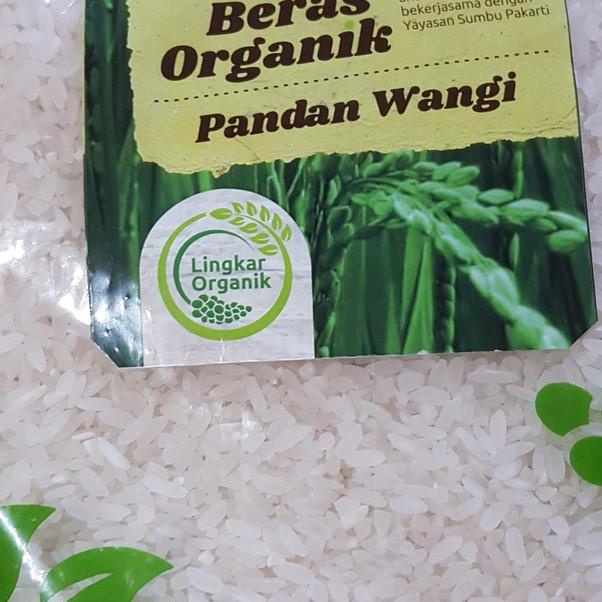 Beras
Organik
bekerjasama dengan
Yayasan Sumbu Pakarti
Pandan Wangi
Lingkar
Organik